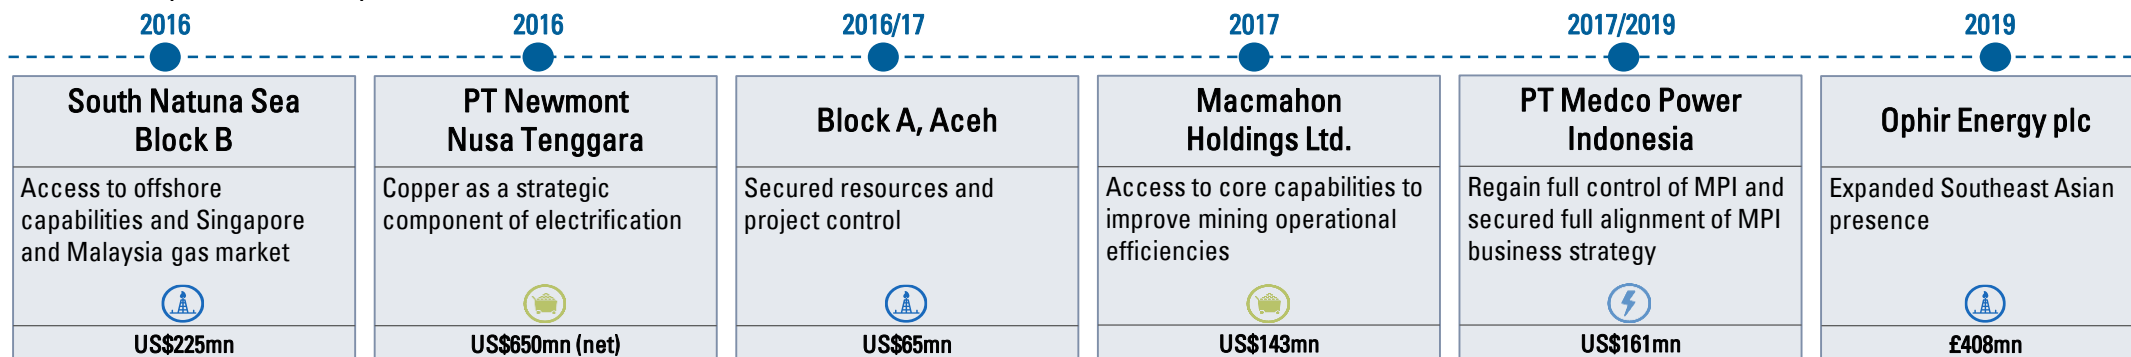 2016
2016
2016/17
2017
2017/2019
2019
South Natuna Sea
Block B
Access to offshore
capabilities and Singapore
and Malaysia gas market
US$225mn
PT Newmont
Nusa Tenggara
Copper as a strategic
component of electrification
US$650mn (net)
Block A, Aceh
Secured resources and
project control
US$65mn
Macmahon
Holdings Ltd.
Access to core capabilities to
improve mining operational
efficiencies
US$143mn
PT Medco Power
Indonesia
Regain full control of MPI and
secured full alignment of MPI
business strategy
US$161mn
Ophir Energy plc
Expanded Southeast Asian
presence
£408mn